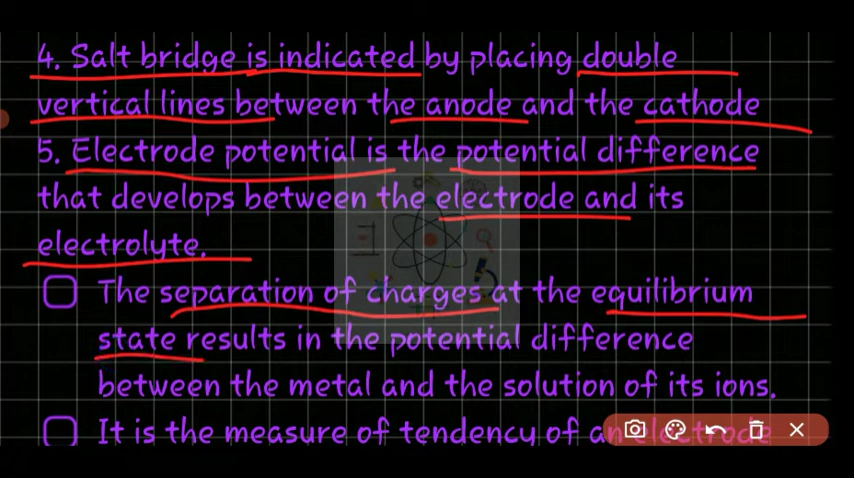 4. Salt bridge is indicated by placing double
vertical lines between the anode and the cathode
5. Electrode potential is the potential difference
that develops between the electrode and its
electrolyte.
The separation of charges at the equilibrium
state results in the potential difference
between the metal and the solution of its ions.
It is the measure of tendency of an electrode